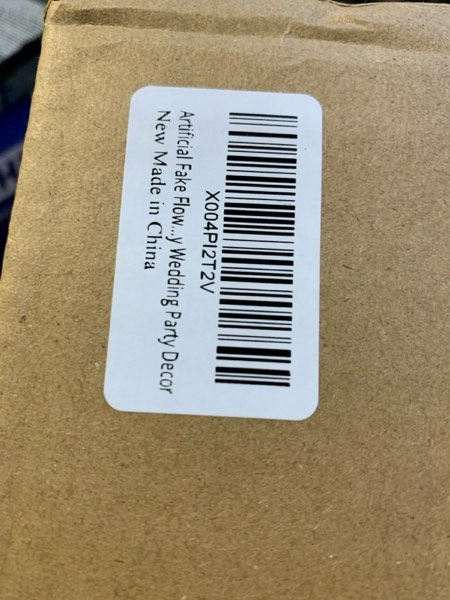 X004PI2T2V
Artificial Fake Flow...y Wedding Party Decor
New Made in China